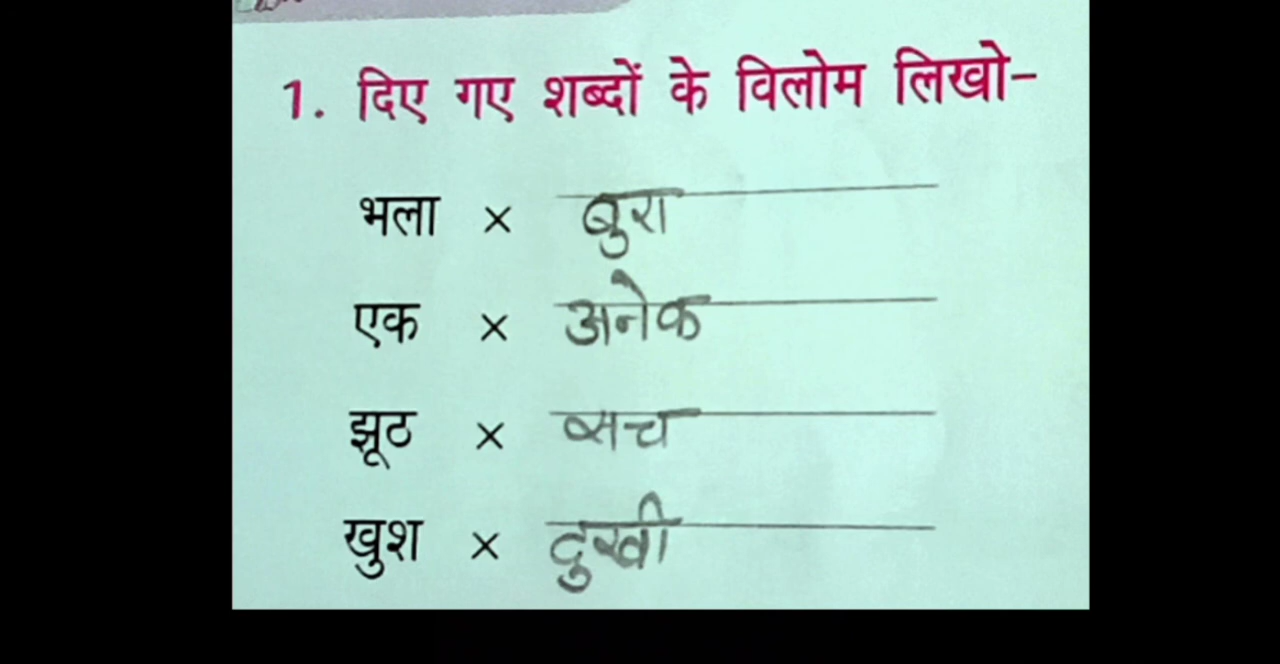 1. दिए गए शब्दों के विलोम लिखो-
भला × बुरा
एक × अनेक
झूठ × सच
खुश × दुखी